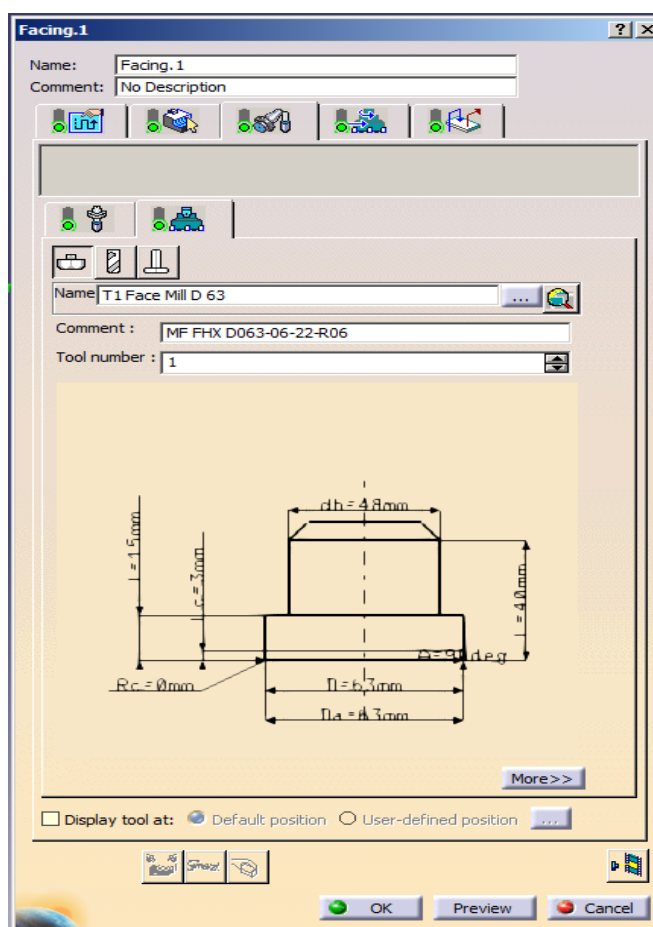 Facing.1
Name: Facing.1
Comment: No Description
Name T1 Face Mill D 63 ...
Comment : MF FHX D063-06-22-R06
Tool number : 1
db=48mm
l=15mm
Lc=3mm
L=40mm
A=90deg
Rc=0mm
D=63mm
Da=63mm
More>>
Display tool at: Default position User-defined position ...
OK Preview Cancel